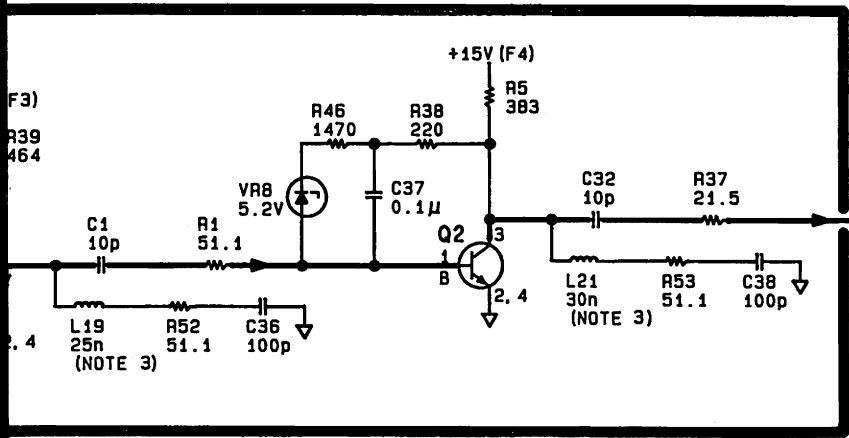 +15V (F4)
R5
383
F3)
R39
464
R46
1470
R38
220
VR8
5.2V
C37
0.1µ
C32
10p
R37
21.5
C1
10p
R1
51.1
Q2
3
1
B
2, 4
L19
25n
(NOTE 3)
R52
51.1
C36
100p
L21
30n
(NOTE 3)
R53
51.1
C38
100p
2, 4